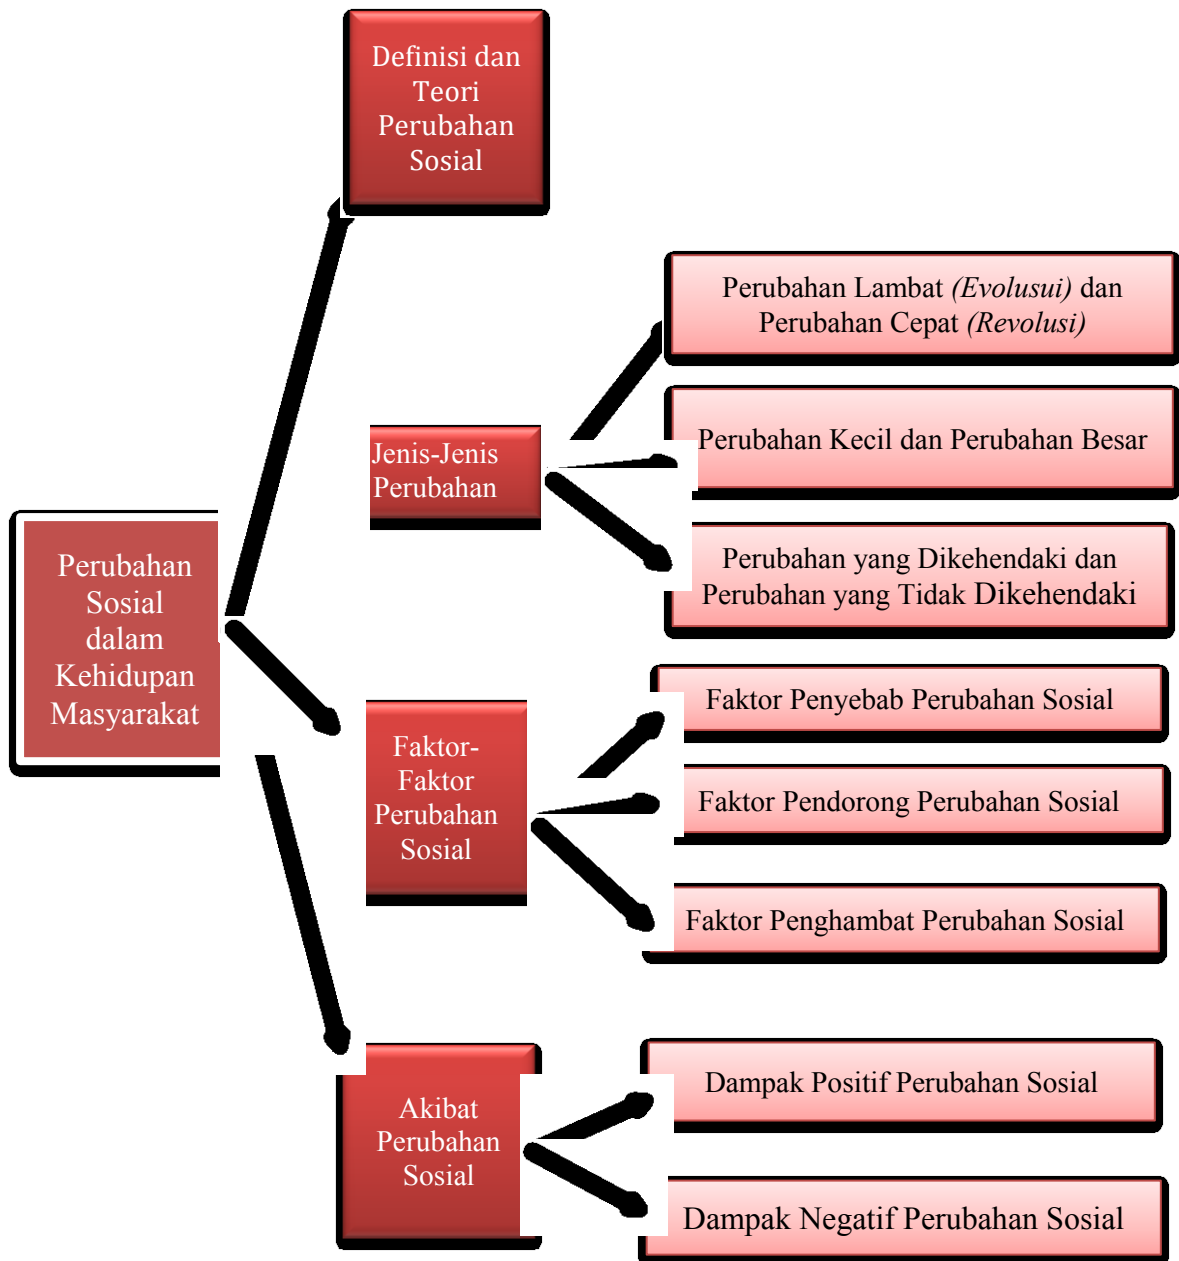 Definisi dan
Teori
Perubahan
Sosial
Perubahan Lambat (Evolusui) dan
Perubahan Cepat (Revolusi)
Jenis-Jenis
Perubahan
Perubahan Kecil dan Perubahan Besar
Perubahan yang Dikehendaki dan
Perubahan yang Tidak Dikehendaki
Perubahan
Sosial
dalam
Kehidupan
Masyarakat
Faktor-
Faktor
Perubahan
Sosial
Faktor Penyebab Perubahan Sosial
Faktor Pendorong Perubahan Sosial
Faktor Penghambat Perubahan Sosial
Akibat
Perubahan
Sosial
Dampak Positif Perubahan Sosial
Dampak Negatif Perubahan Sosial